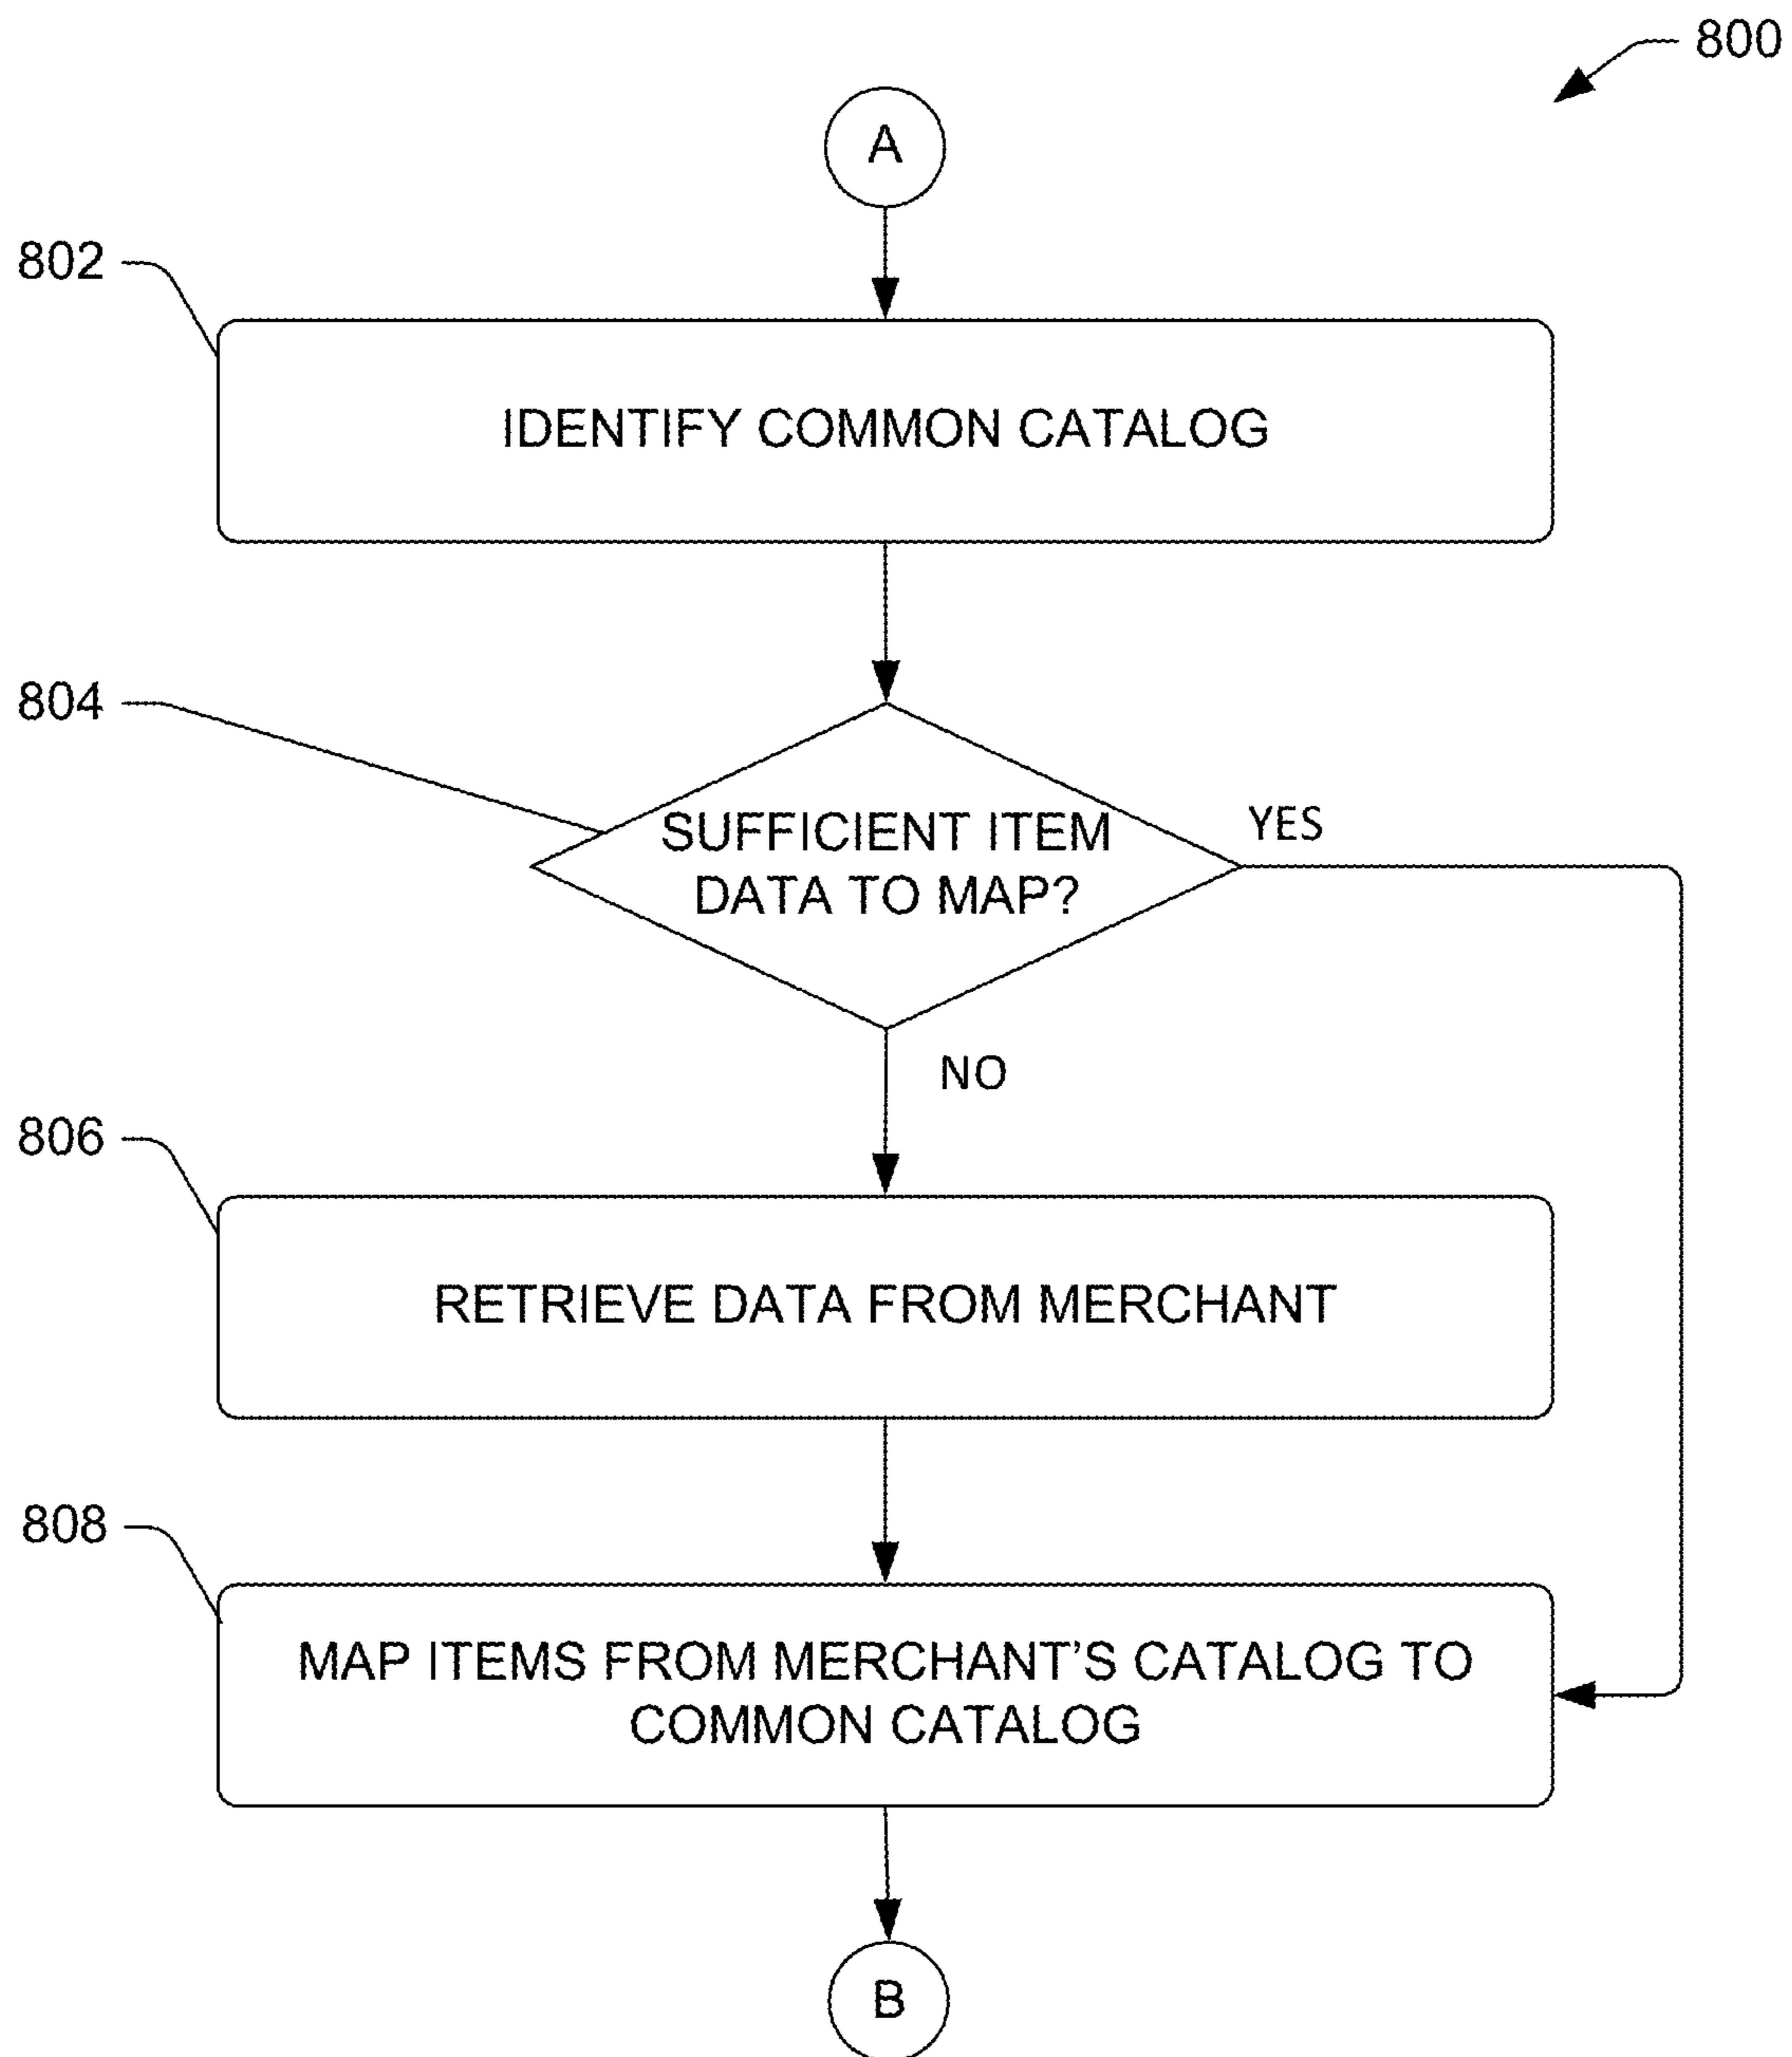 800
A
802
IDENTIFY COMMON CATALOG
804
SUFFICIENT ITEM
DATA TO MAP?
YES
NO
806
RETRIEVE DATA FROM MERCHANT
808
MAP ITEMS FROM MERCHANT’S CATALOG TO
COMMON CATALOG
B